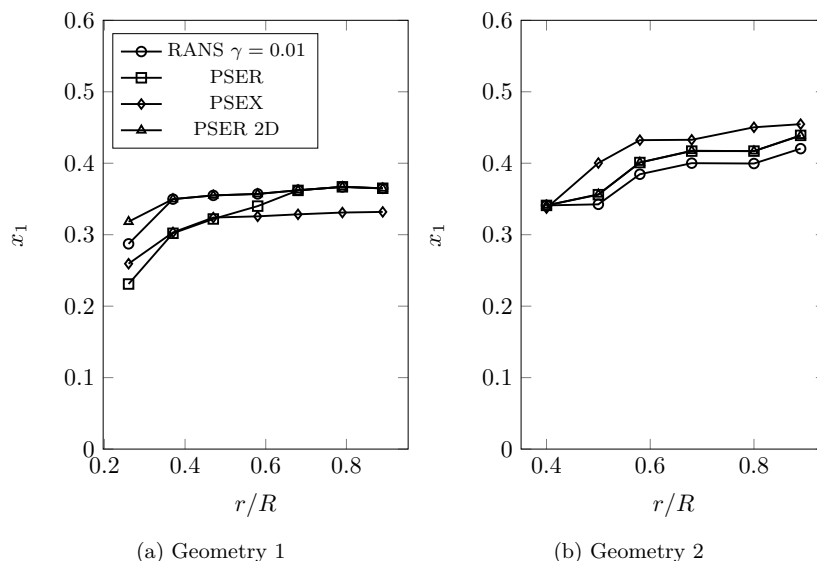 0.6
0.5
0.4
0.3
0.2
0.1
0
0.2
0.4
0.6
0.8
x₁
r/R
RANS γ = 0.01
PSER
PSEX
PSER 2D
(a) Geometry 1
0.6
0.5
0.4
0.3
0.2
0.1
0
0.4
0.6
0.8
x₁
r/R
(b) Geometry 2